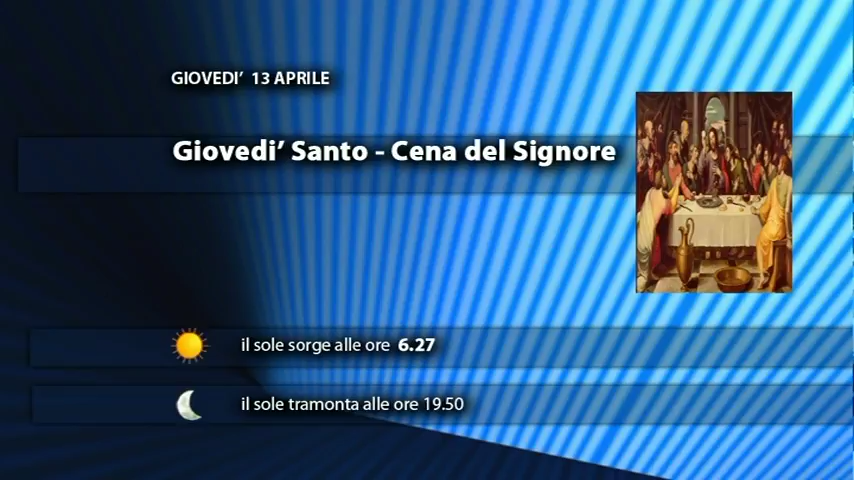 GIOVEDI’ 13 APRILE
Giovedi’ Santo - Cena del Signore
il sole sorge alle ore 6.27
il sole tramonta alle ore 19.50